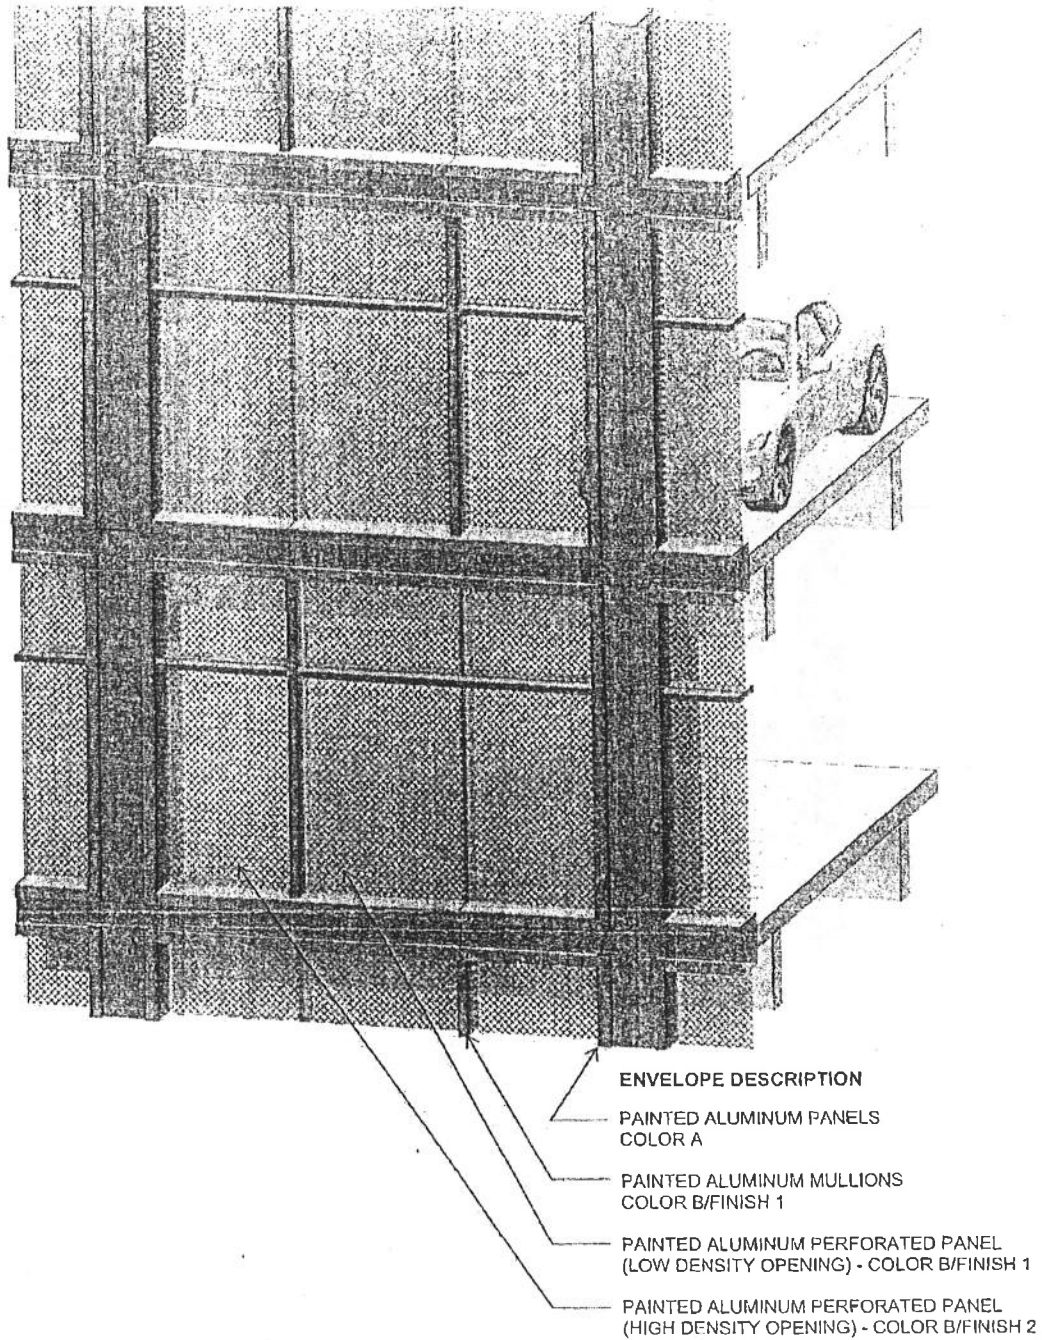 ENVELOPE DESCRIPTION
PAINTED ALUMINUM PANELS
COLOR A
PAINTED ALUMINUM MULLIONS
COLOR B/FINISH 1
PAINTED ALUMINUM PERFORATED PANEL
(LOW DENSITY OPENING) - COLOR B/FINISH 1
PAINTED ALUMINUM PERFORATED PANEL
(HIGH DENSITY OPENING) - COLOR B/FINISH 2